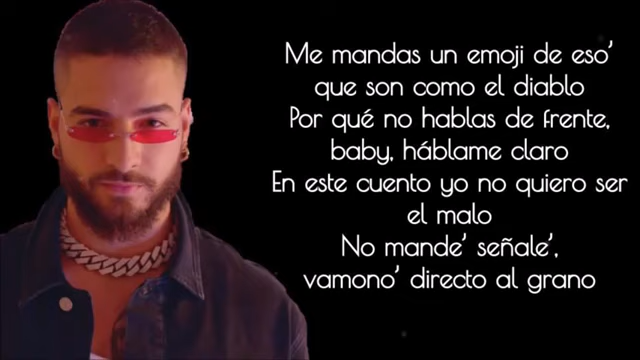 Me mandas un emoji de eso'
que son como el diablo
Por qué no hablas de frente,
baby, háblame claro
En este cuento yo no quiero ser
el malo
No mande' señale',
vamono' directo al grano